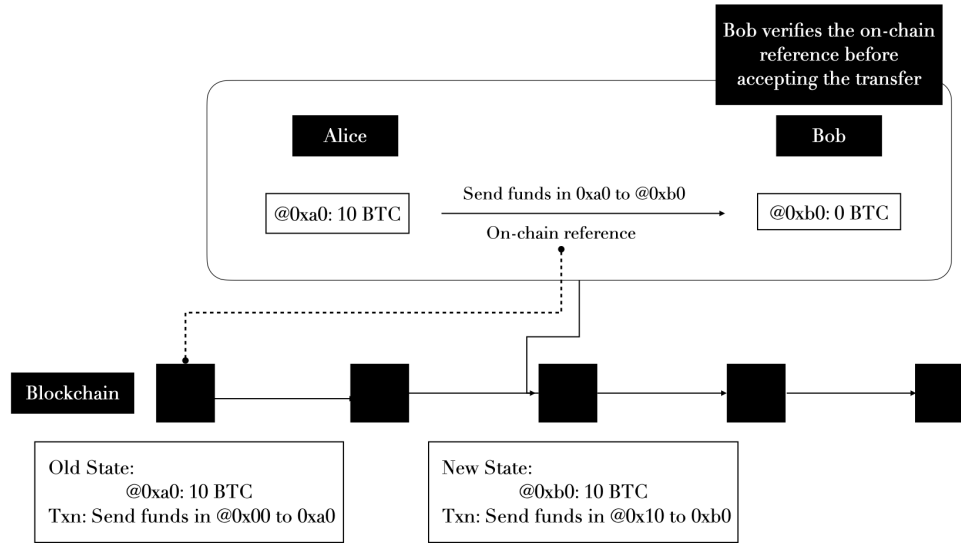 Bob verifies the on-chain
reference before
accepting the transfer
Alice
Bob
@0xa0: 10 BTC
Send funds in 0xa0 to @0xb0
On-chain reference
@0xb0: 0 BTC
Blockchain
Old State:
@0xa0: 10 BTC
Txn: Send funds in @0x00 to 0xa0
New State:
@0xb0: 10 BTC
Txn: Send funds in @0x10 to 0xb0